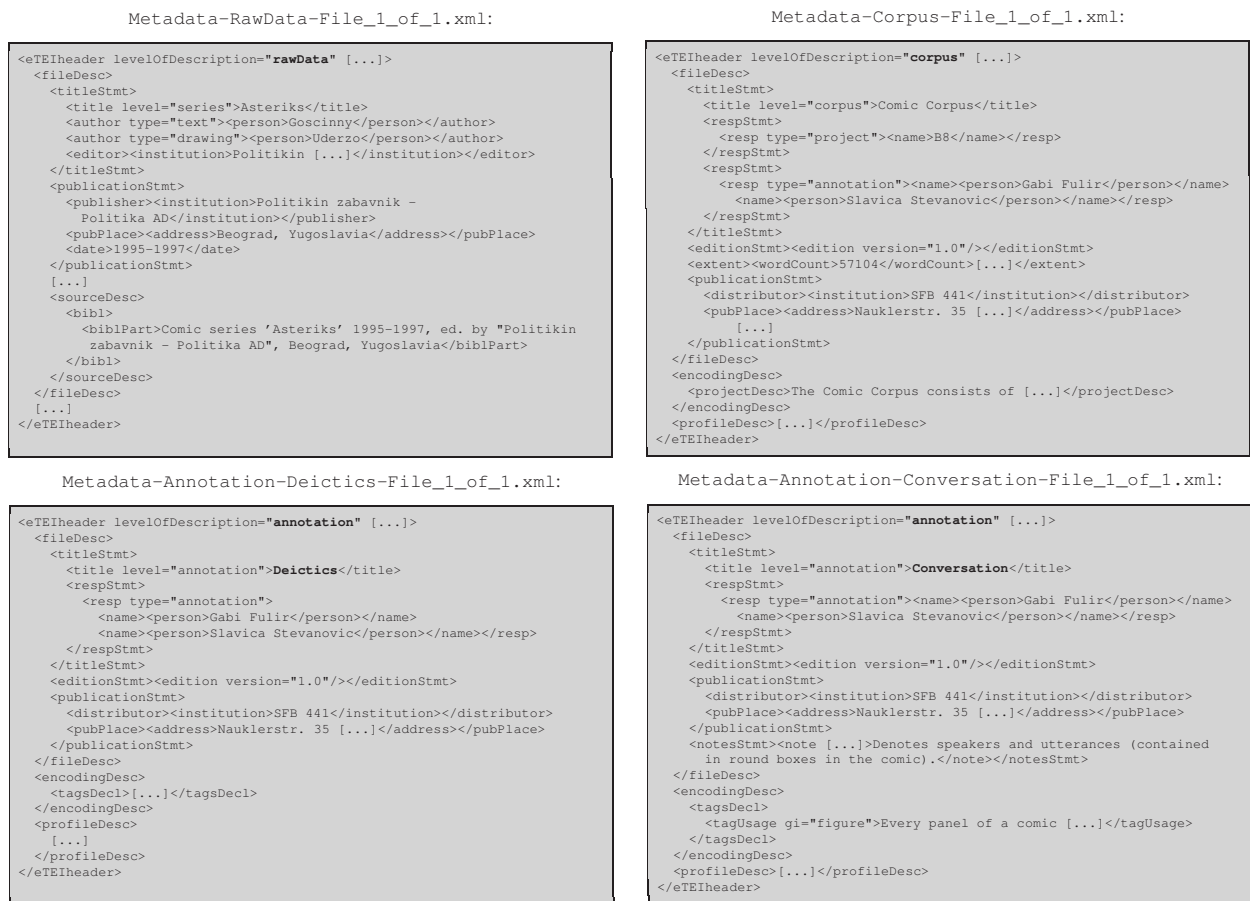 Metadata-RawData-File_1_of_1.xml:
<eTEIheader levelOfDescription="rawData" [...]>
<fileDesc>
<titleStmt>
<title level="series">Asteriks</title>
<author type="text"><person>Goscinny</person></author>
<author type="drawing"><person>Uderzo</person></author>
<editor><institution>Politikin [...]</institution></editor>
</titleStmt>
<publicationStmt>
<publisher><institution>Politikin zabavnik -
Politika AD</institution></publisher>
<pubPlace><address>Beograd, Yugoslavia</address></pubPlace>
<date>1995-1997</date>
</publicationStmt>
[...]
<sourceDesc>
<bibl>
<biblPart>Comic series ’Asteriks’ 1995-1997, ed. by "Politikin
zabavnik - Politika AD", Beograd, Yugoslavia</biblPart>
</bibl>
</sourceDesc>
</fileDesc>
[...]
</eTEIheader>
Metadata-Corpus-File_1_of_1.xml:
<eTEIheader levelOfDescription="corpus" [...]>
<fileDesc>
<titleStmt>
<title level="corpus">Comic Corpus</title>
<respStmt>
<resp type="project"><name>B8</name></resp>
</respStmt>
<respStmt>
<resp type="annotation"><name><person>Gabi Fulir</person></name>
<name><person>Slavica Stevanovic</person></name></resp>
</respStmt>
</titleStmt>
<editionStmt><edition version="1.0"/></editionStmt>
<extent><wordCount>57104</wordCount>[...]</extent>
<publicationStmt>
<distributor><institution>SFB 441</institution></distributor>
<pubPlace><address>Nauklerstr. 35 [...]</address></pubPlace>
[...]
</publicationStmt>
</fileDesc>
<encodingDesc>
<projectDesc>The Comic Corpus consists of [...]</projectDesc>
</encodingDesc>
<profileDesc>[...]</profileDesc>
</eTEIheader>
Metadata-Annotation-Deictics-File_1_of_1.xml:
<eTEIheader levelOfDescription="annotation" [...]>
<fileDesc>
<titleStmt>
<title level="annotation">Deictics</title>
<respStmt>
<resp type="annotation">
<name><person>Gabi Fulir</person></name>
<name><person>Slavica Stevanovic</person></name></resp>
</respStmt>
</titleStmt>
<editionStmt><edition version="1.0"/></editionStmt>
<publicationStmt>
<distributor><institution>SFB 441</institution></distributor>
<pubPlace><address>Nauklerstr. 35 [...]</address></pubPlace>
</publicationStmt>
</fileDesc>
<encodingDesc>
<tagsDecl>[...]</tagsDecl>
</encodingDesc>
<profileDesc>
[...]
</profileDesc>
</eTEIheader>
Metadata-Annotation-Conversation-File_1_of_1.xml:
<eTEIheader levelOfDescription="annotation" [...]>
<fileDesc>
<titleStmt>
<title level="annotation">Conversation</title>
<respStmt>
<resp type="annotation"><name><person>Gabi Fulir</person></name>
<name><person>Slavica Stevanovic</person></name></resp>
</respStmt>
</titleStmt>
<editionStmt><edition version="1.0"/></editionStmt>
<publicationStmt>
<distributor><institution>SFB 441</institution></distributor>
<pubPlace><address>Nauklerstr. 35 [...]</address></pubPlace>
</publicationStmt>
<notesStmt><note [...]>Denotes speakers and utterances (contained
in round boxes in the comic).</note></notesStmt>
</fileDesc>
<encodingDesc>
<tagsDecl>
<tagUsage gi="figure">Every panel of a comic [...]</tagUsage>
</tagsDecl>
</encodingDesc>
<profileDesc>[...]</profileDesc>
</eTEIheader>